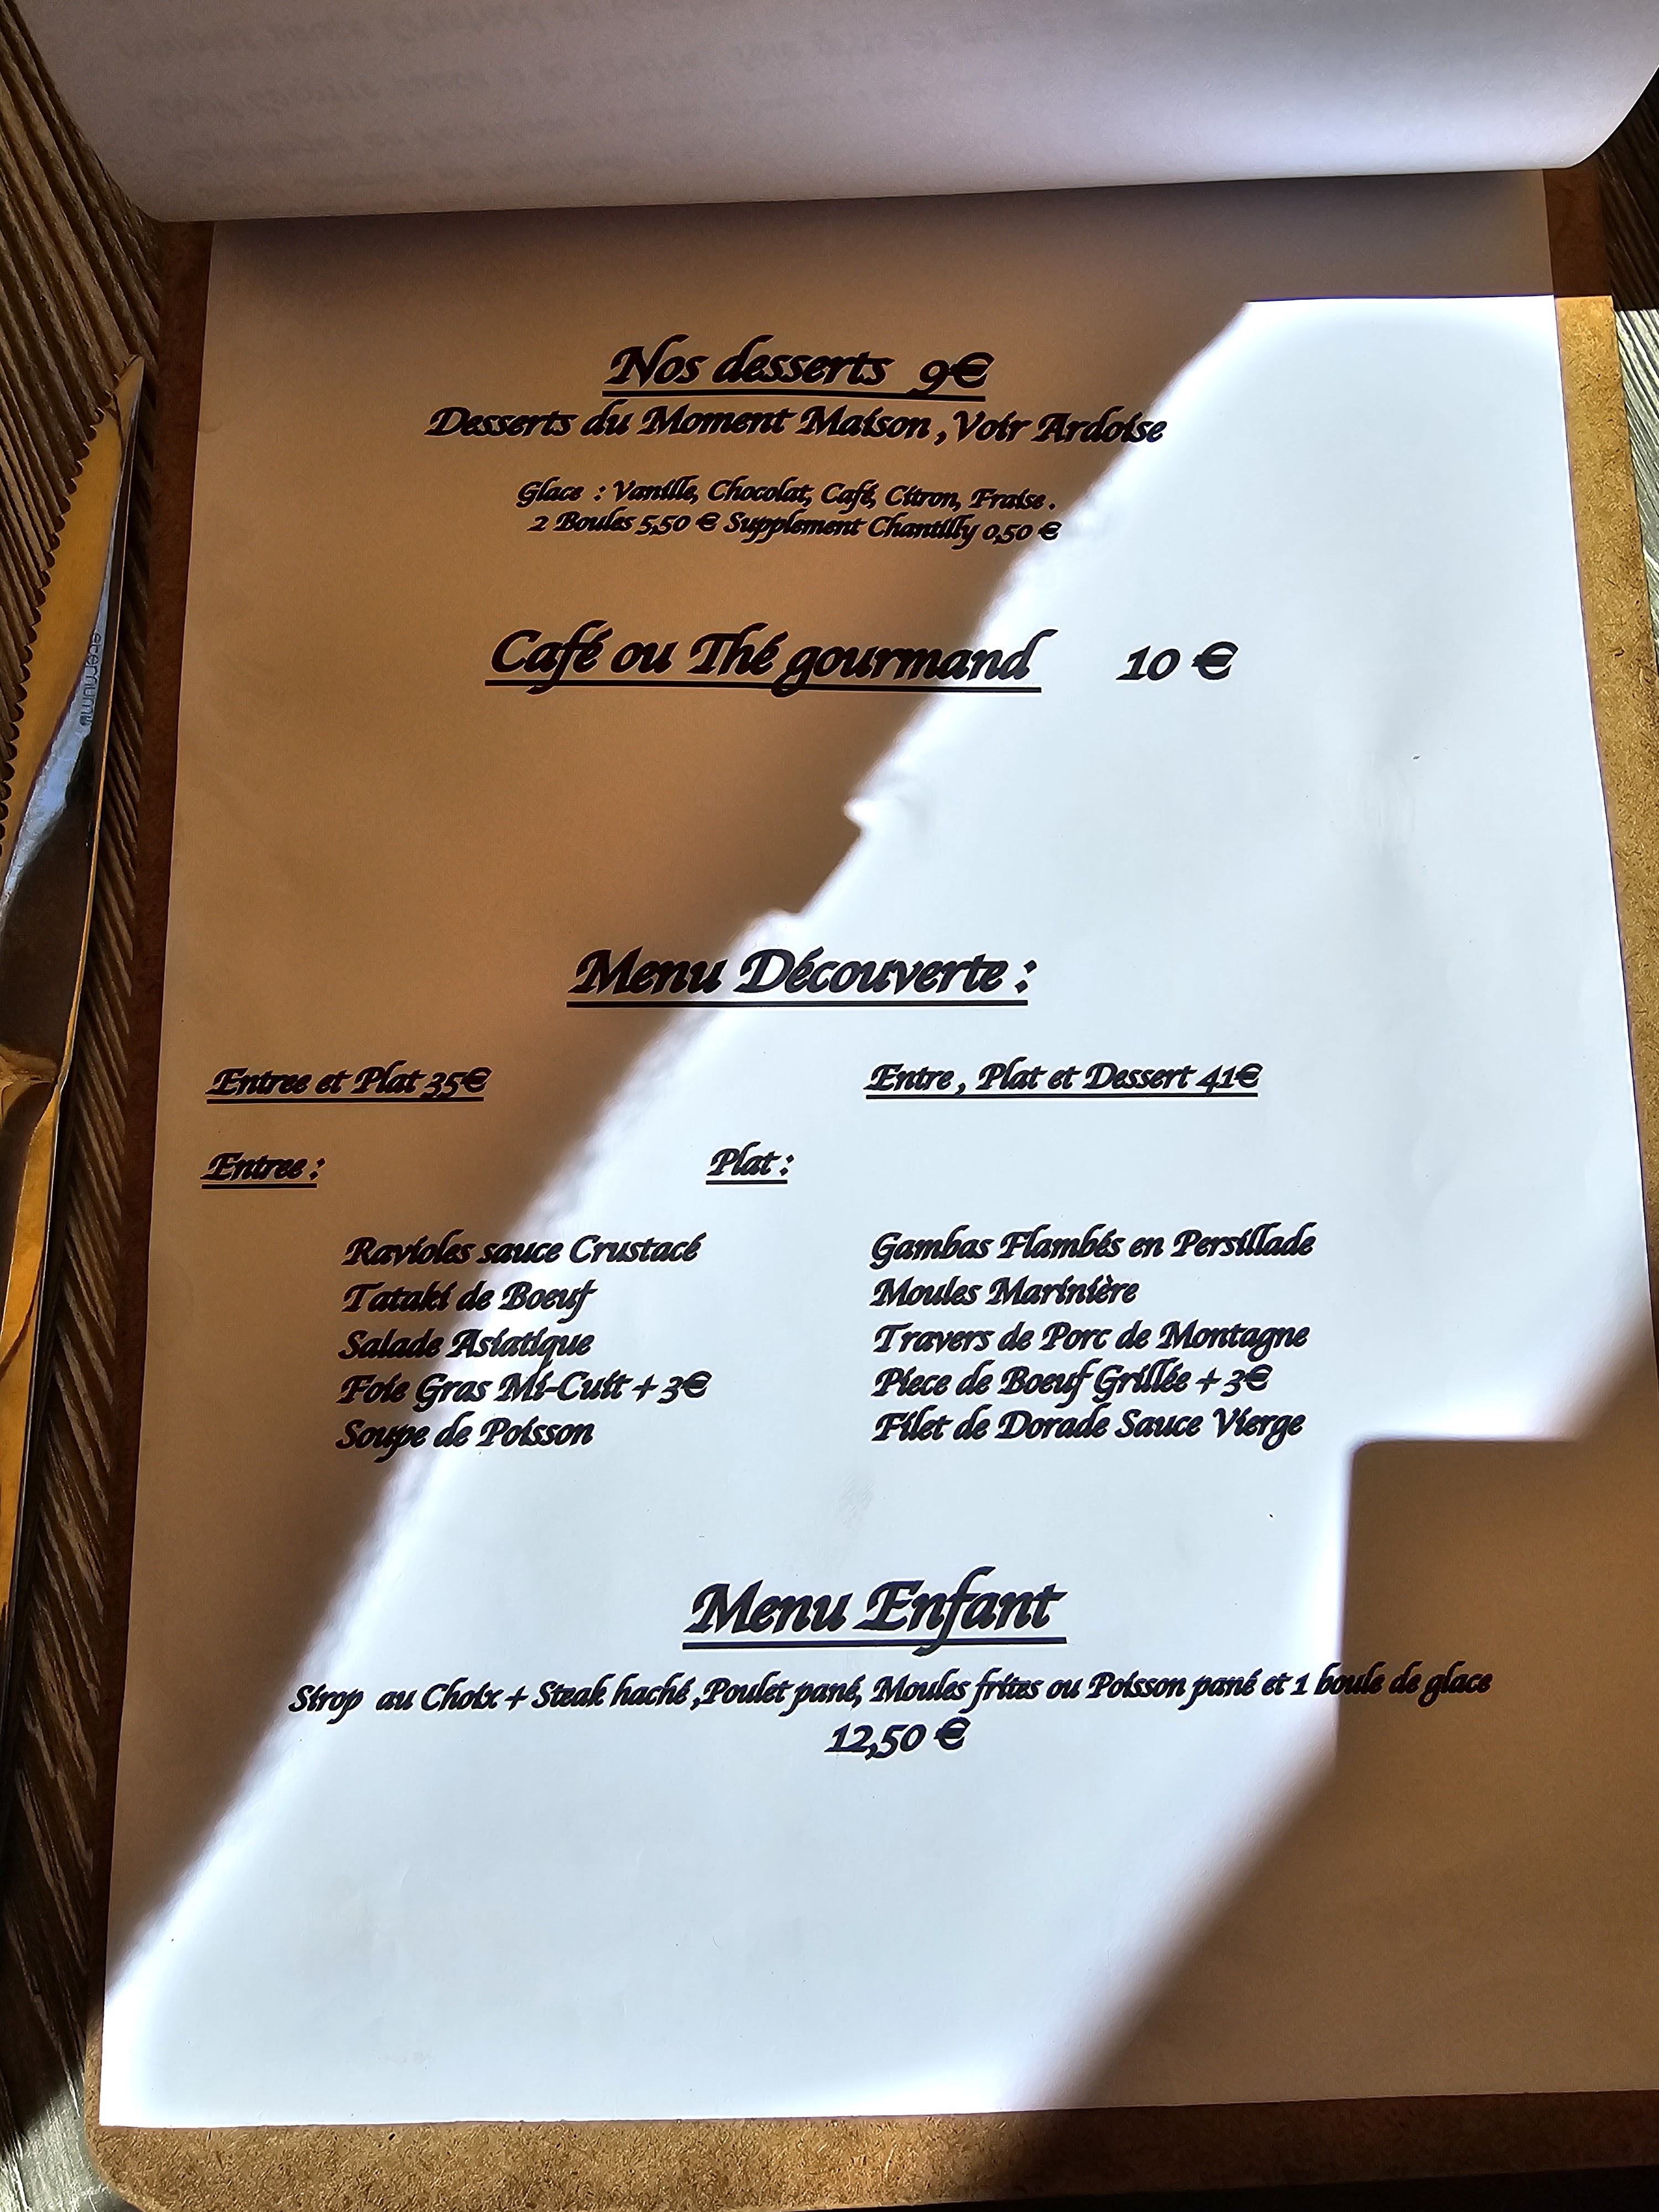 Nos desserts 9€
Desserts du Moment Maison ,Voir Ardoise
Glace : Vanille, Chocolat, Café, Citron, Fraise .
2 Boules 5,50 € Supplement Chantilly 0,50 €
Café ou Thé gourmand 10 €
Menu Découverte :
Entree et Plat 35€ Entre , Plat et Dessert 41€
Entree : Plat :
Ravioles sauce Crustacé Gambas Flambés en Persillade
Tataki de Boeuf Moules Marinière
Salade Asiatique Travers de Porc de Montagne
Foie Gras Mi-Cuit + 3€ Piece de Boeuf Grillée + 3€
Soupe de Poisson Filet de Dorade Sauce Vierge
Menu Enfant
Sirop au Choix + Steak haché ,Poulet pané, Moules frites ou Poisson pané et 1 boule de glace
12,50 €
eternum